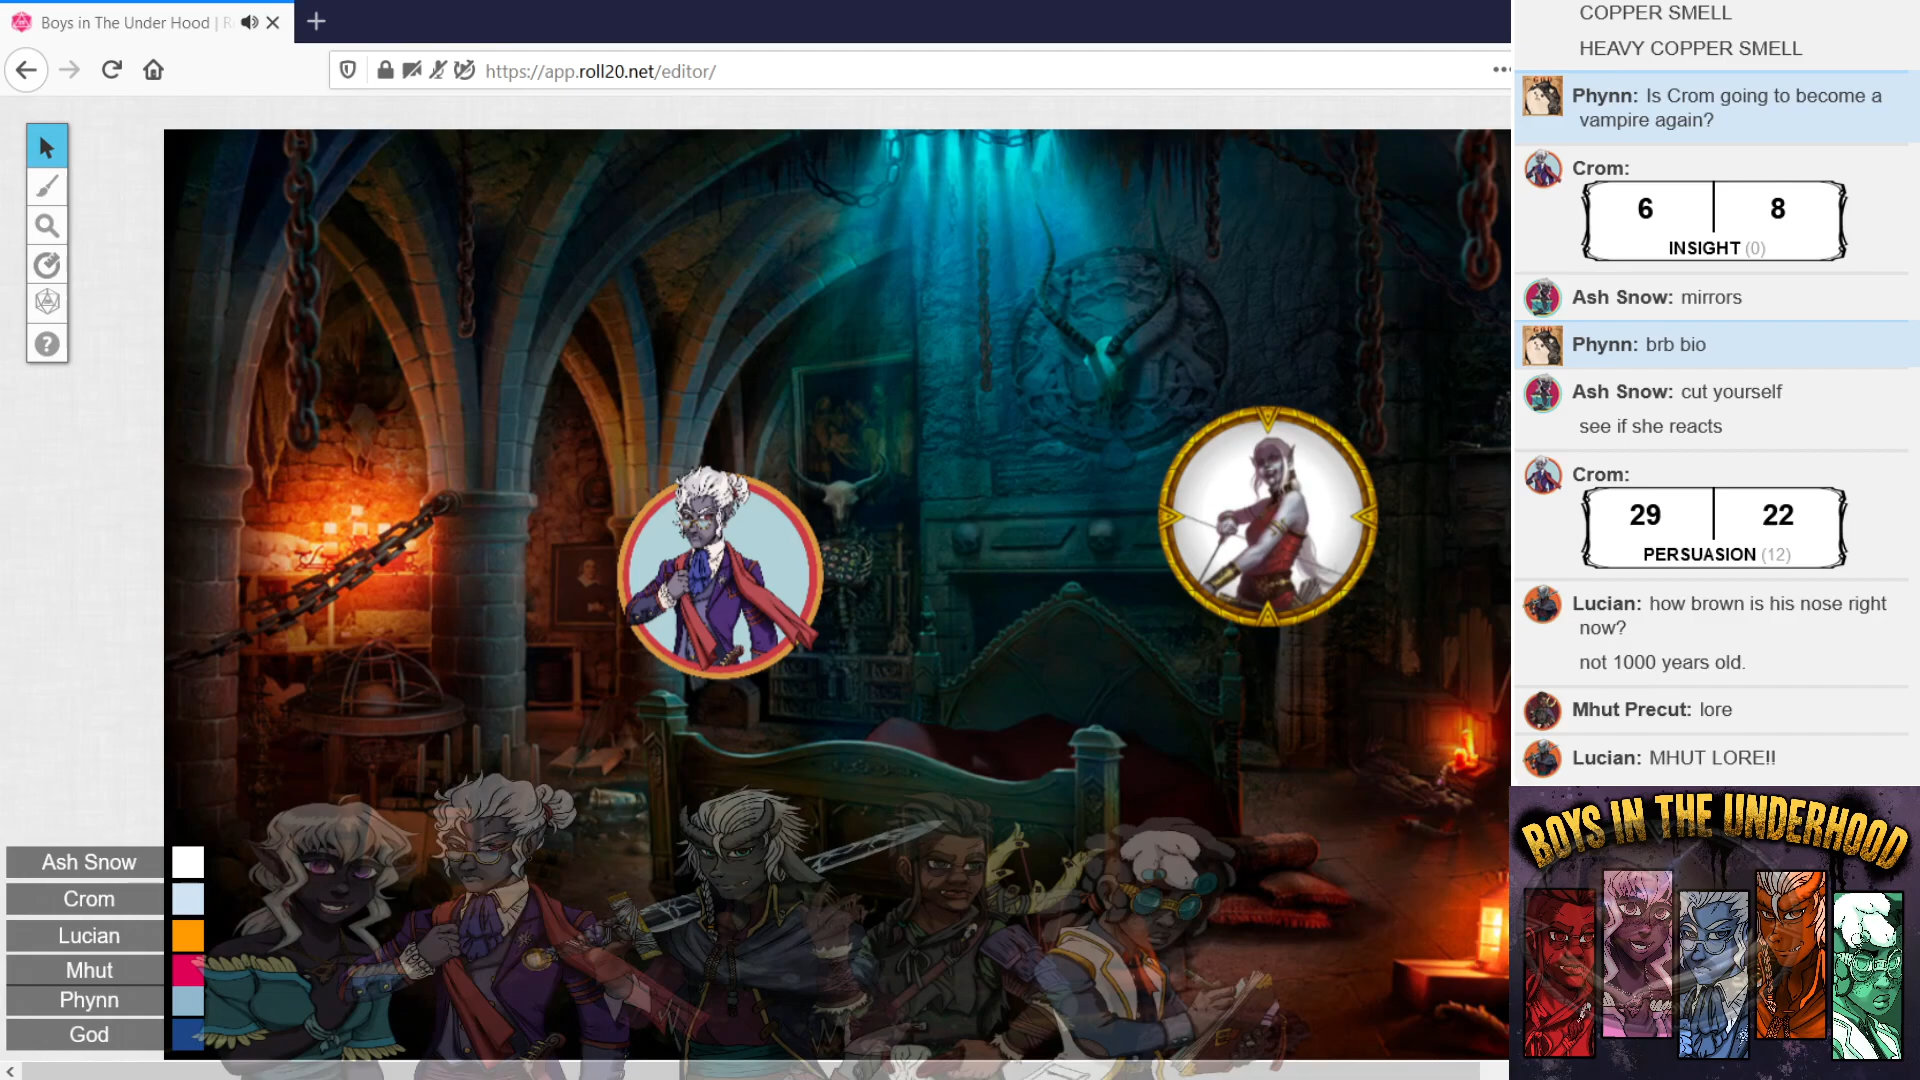 Boys in The Under Hood | R
https://app.roll20.net/editor/
COPPER SMELL
HEAVY COPPER SMELL
Phynn: Is Crom going to become a
vampire again?
Crom:
6 8
INSIGHT (0)
Ash Snow: mirrors
Phynn: brb bio
Ash Snow: cut yourself
see if she reacts
Crom:
29 22
PERSUASION (12)
Lucian: how brown is his nose right
now?
not 1000 years old.
Mhut Precut: lore
Lucian: MHUT LORE!!
BOYS IN THE UNDERHOOD
Ash Snow
Crom
Lucian
Mhut
Phynn
God